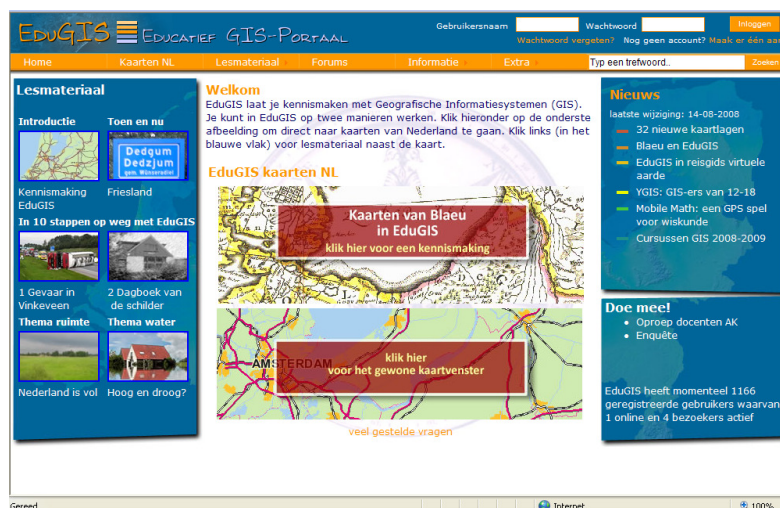 EduGIS Educatief GIS-Portaal
Gebruikersnaam Wachtwoord Inloggen
Wachtwoord vergeten? Nog geen account? Maak er één aan
Home Kaarten NL Lesmateriaal Forums Informatie Extra Typ een trefwoord.. Zoeken
Lesmateriaal
Introductie Toen en nu
Dedgum
Dedzjum
gem. Wûnseradiel
Kennismaking
EduGIS
Friesland
In 10 stappen op weg met EduGIS
1 Gevaar in
Vinkeveen
2 Dagboek van
de schilder
Thema ruimte Thema water
Nederland is vol Hoog en droog?
Welkom
EduGIS laat je kennismaken met Geografische Informatiesystemen (GIS).
Je kunt in EduGIS op twee manieren werken. Klik hieronder op de onderste
afbeelding om direct naar kaarten van Nederland te gaan. Klik links (in het
blauwe vlak) voor lesmateriaal naast de kaart.
EduGIS kaarten NL
Kaarten van Blaeu
in EduGIS
klik hier voor een kennismaking
AMSTERDAM
klik hier
voor het gewone kaartvenster
veel gestelde vragen
Nieuws
laatste wijziging: 14-08-2008
32 nieuwe kaartlagen
Blaeu en EduGIS
EduGIS in reisgids virtuele
aarde
YGIS: GIS-ers van 12-18
Mobile Math: een GPS spel
voor wiskunde
Cursussen GIS 2008-2009
Doe mee!
Oproep docenten AK
Enquête
EduGIS heeft momenteel 1166
geregistreerde gebruikers waarvan
1 online en 4 bezoekers actief
Gereed Internet 100%